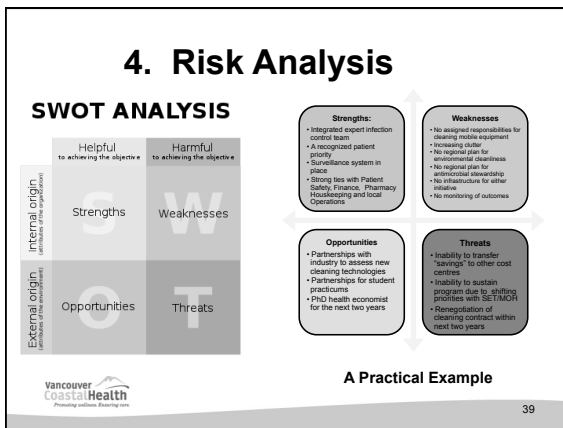 4. Risk Analysis
SWOT ANALYSIS
Helpful
to achieving the objective
Harmful
to achieving the objective
Internal origin
(attributes of the organization)
S
Strengths
W
Weaknesses
External origin
(attributes of the environment)
O
Opportunities
T
Threats
Strengths:
• Integrated expert infection
control team
• A recognized patient
priority
• Surveillance system in
place
• Strong ties with Patient
Safety, Finance, Pharmacy
Houskeeping and local
Operations
Weaknesses
• No assigned responsibilities for
cleaning mobile equipment
• Increasing clutter
• No regional plan for
environmental cleanliness
• No regional plan for
antimicrobial stewardship
• No infrastructure for either
initiative
• No monitoring of outcomes
Opportunities
• Partnerships with
industry to assess new
cleaning technologies
• Partnerships for student
practicums
• PhD health economist
for the next two years
Threats
• Inability to transfer
"savings" to other cost
centres
• Inability to sustain
program due to shifting
priorities with SET/MOH
• Renegotiation of
cleaning contract within
next two years
A Practical Example
Vancouver
CoastalHealth
Promoting wellness. Ensuring care.
39